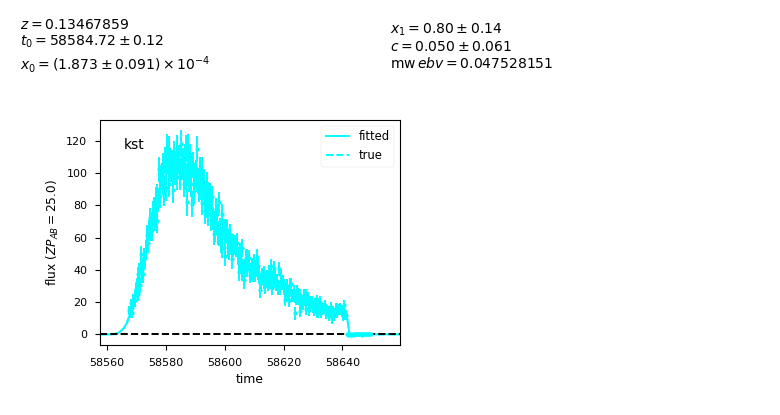 z = 0.13467859
t₀ = 58584.72 ± 0.12
x₀ = (1.873 ± 0.091) × 10⁻⁴
x₁ = 0.80 ± 0.14
c = 0.050 ± 0.061
mw ebv = 0.047528151
kst
fitted
true
120
100
80
60
40
20
0
flux (ZP_AB = 25.0)
58560 58580 58600 58620 58640
time